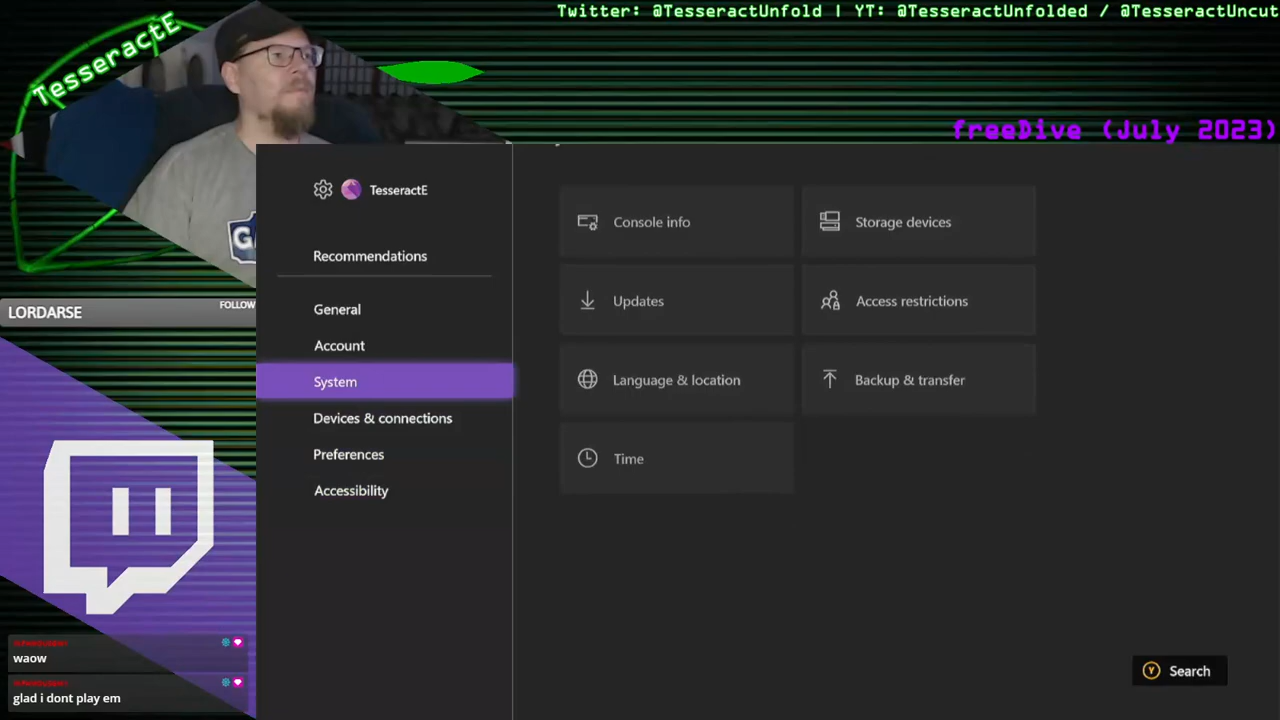 Twitter: @TesseractUnfold | YT: @TesseractUnfolded / @TesseractUncut
TesseractE
freeDive (July 2023)
TesseractE
Recommendations
General
Account
System
Devices & connections
Preferences
Accessibility
Console info
Storage devices
Updates
Access restrictions
Language & location
Backup & transfer
Time
Y Search
LORDARSE
FOLLOW
waow
glad i dont play em